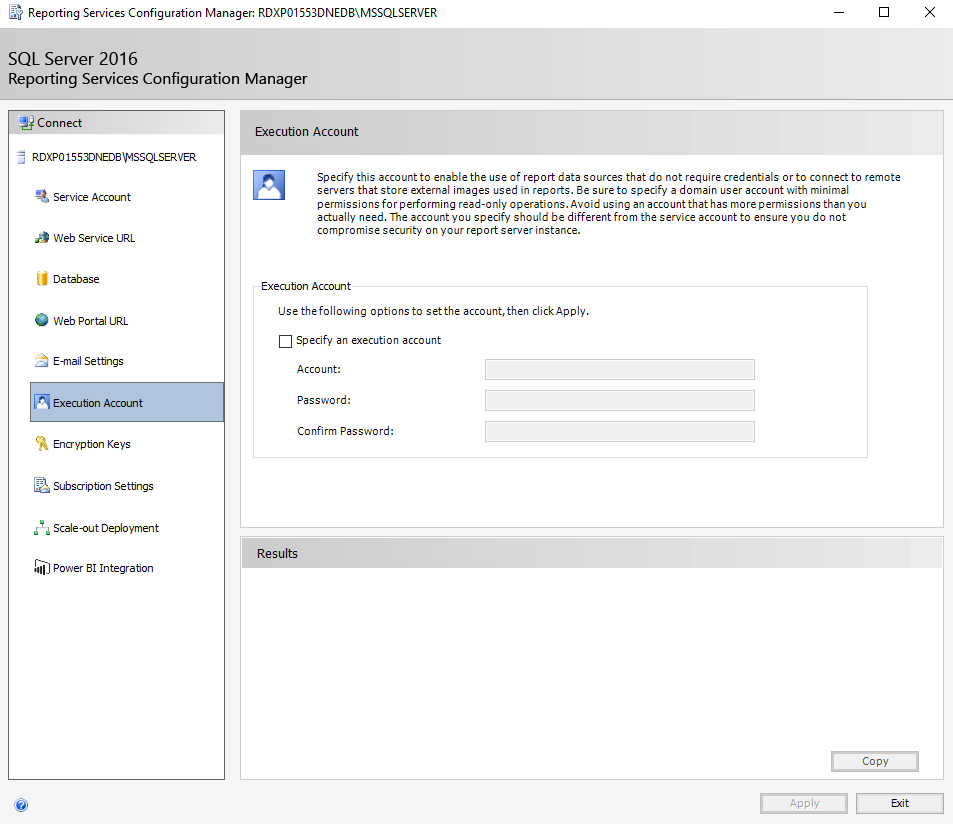 Reporting Services Configuration Manager: RDXP01553DNEDB\MSSQLSERVER
SQL Server 2016
Reporting Services Configuration Manager
Connect
RDXP01553DNEDB\MSSQLSERVER
Service Account
Web Service URL
Database
Web Portal URL
E-mail Settings
Execution Account
Encryption Keys
Subscription Settings
Scale-out Deployment
Power BI Integration
Execution Account
Specify this account to enable the use of report data sources that do not require credentials or to connect to remote
servers that store external images used in reports. Be sure to specify a domain user account with minimal
permissions for performing read-only operations. Avoid using an account that has more permissions than you
actually need. The account you specify should be different from the service account to ensure you do not
compromise security on your report server instance.
Execution Account
Use the following options to set the account, then click Apply.
Specify an execution account
Account:
Password:
Confirm Password:
Results
Copy
Apply
Exit